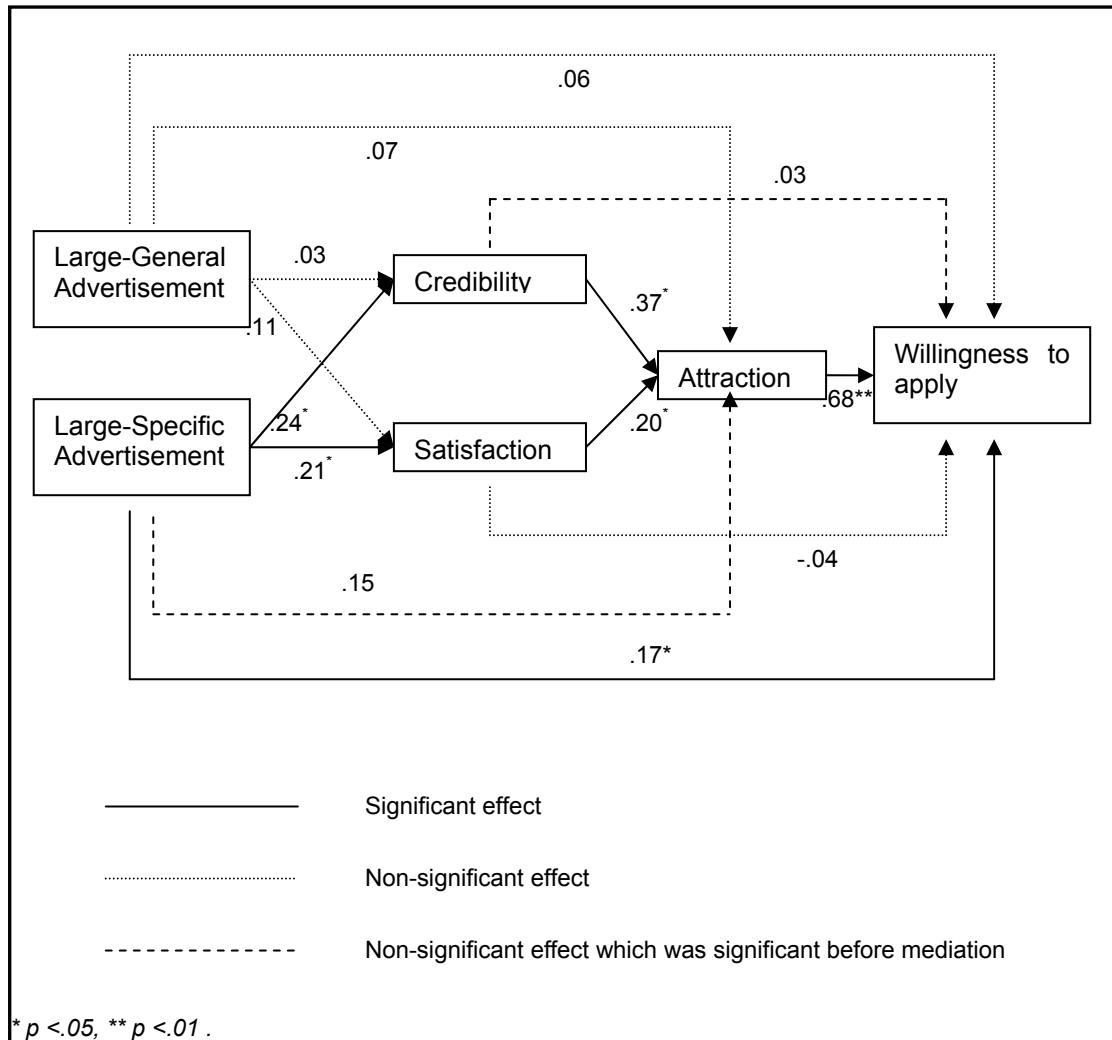 .06
.07
.03
Large-General
Advertisement
.03
Credibility
.11
.37*
Willingness to
apply
Attraction
.68**
Large-Specific
Advertisement
.24*
.20*
Satisfaction
.21*
-.04
.15
.17*
Significant effect
Non-significant effect
Non-significant effect which was significant before mediation
* p <.05, ** p <.01 .